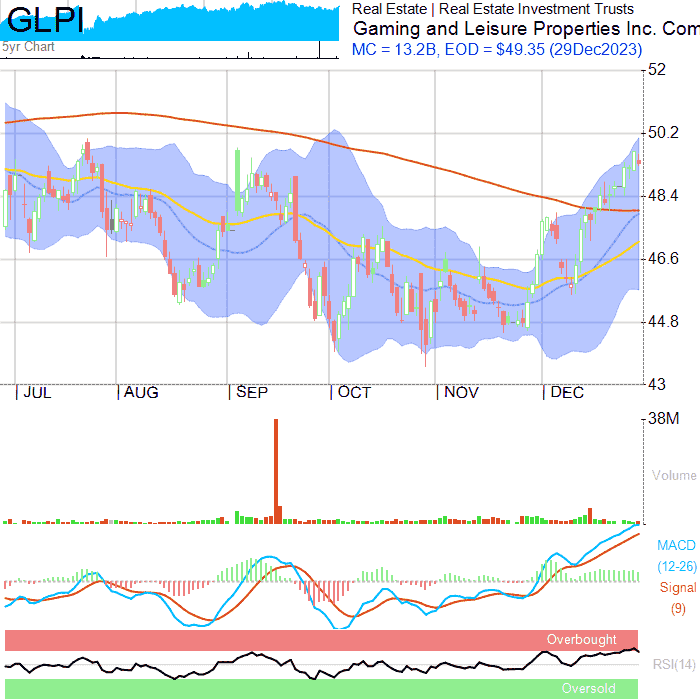 GLPI
5yr Chart
Real Estate | Real Estate Investment Trusts
Gaming and Leisure Properties Inc. Com
MC = 13.2B, EOD = $49.35 (29Dec2023)
52
50.2
48.4
46.6
44.8
43
JUL AUG SEP OCT NOV DEC
38M
Volume
MACD
(12-26)
Signal
(9)
Overbought
RSI(14)
Oversold